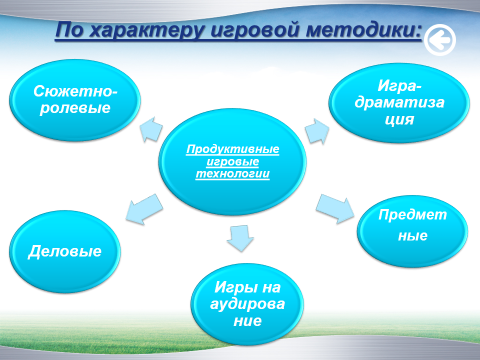 По характеру игровой методики:
Сюжетно-
ролевые
Игра-
драматиза
ция
Продуктивные
игровые
технологии
Деловые
Предмет
ные
Игры на
аудирова
ние